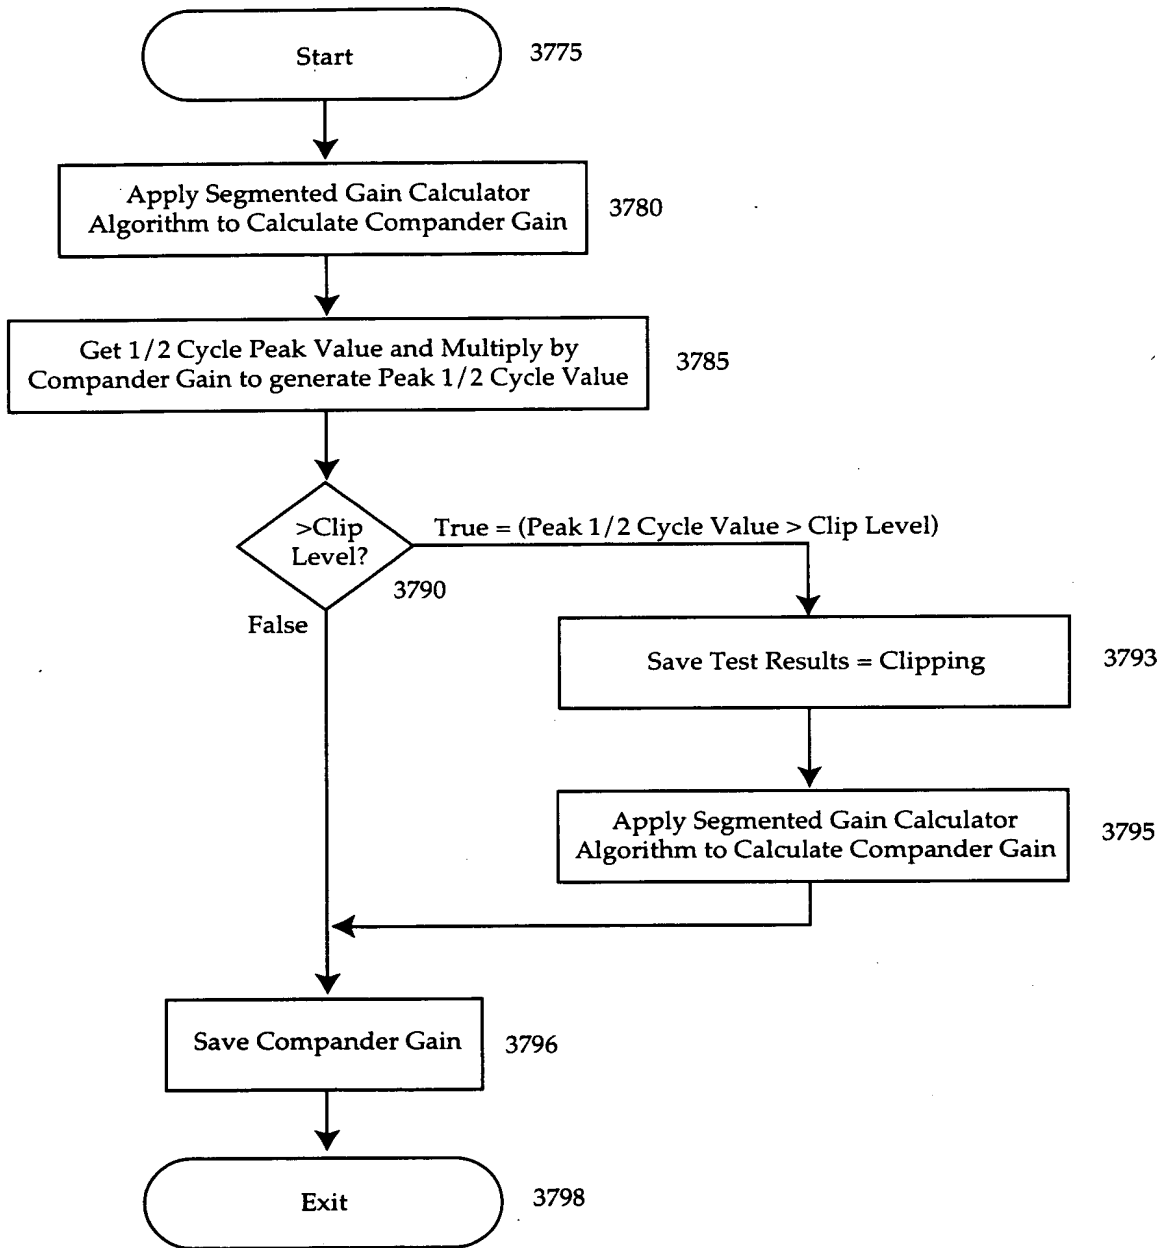 Start
3775
Apply Segmented Gain Calculator
Algorithm to Calculate Compander Gain
3780
Get 1/2 Cycle Peak Value and Multiply by
Compander Gain to generate Peak 1/2 Cycle Value
3785
>Clip
Level?
3790
True = (Peak 1/2 Cycle Value > Clip Level)
False
Save Test Results = Clipping
3793
Apply Segmented Gain Calculator
Algorithm to Calculate Compander Gain
3795
Save Compander Gain
3796
Exit
3798